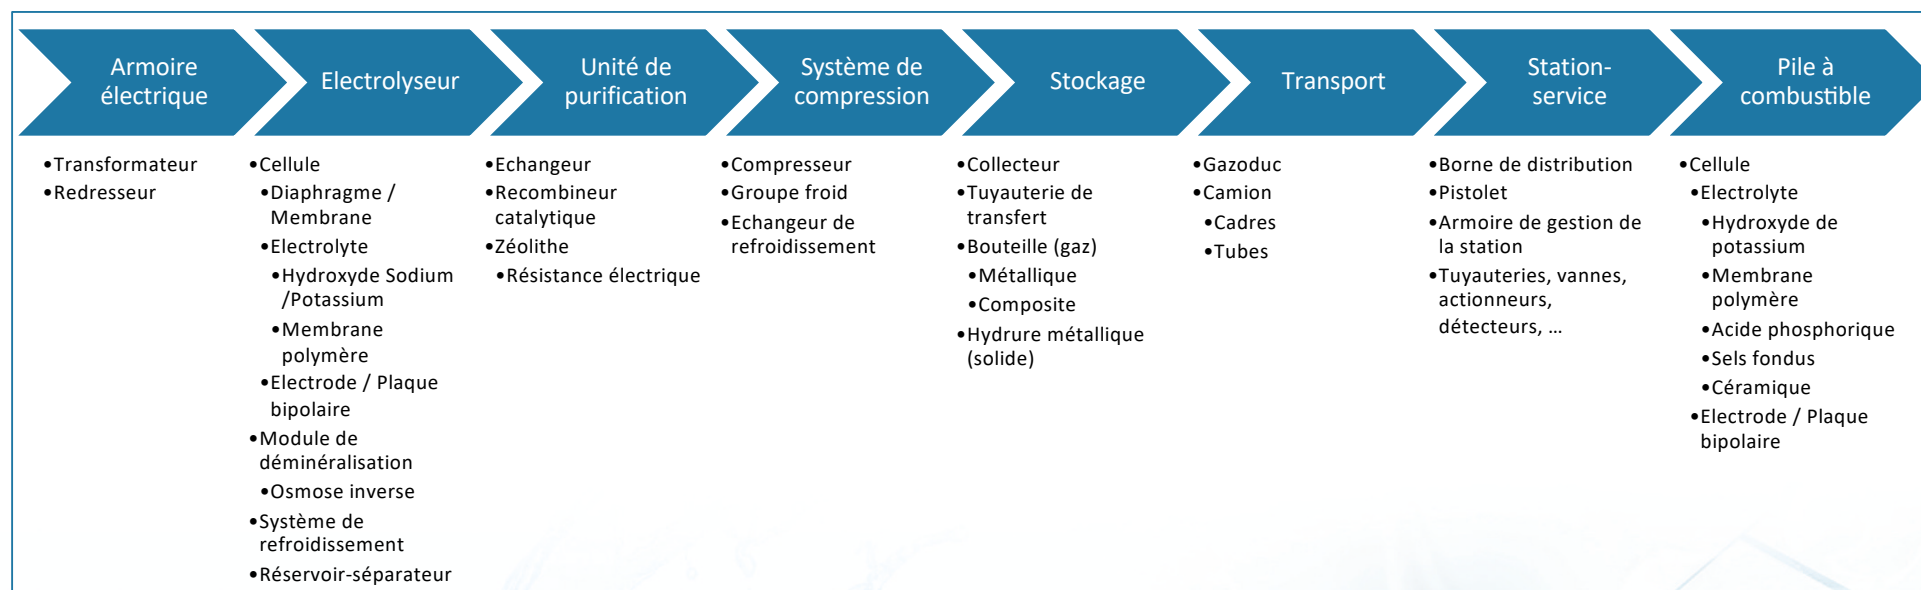 Armoire
électrique
Electrolyseur
Unité de
purification
Système de
compression
Stockage
Transport
Station-
service
Pile à
combustible
•Transformateur
•Redresseur
•Cellule
•Diaphragme /
Membrane
•Electrolyte
•Hydroxyde Sodium
/Potassium
•Membrane
polymère
•Electrode / Plaque
bipolaire
•Module de
déminéralisation
•Osmose inverse
•Système de
refroidissement
•Réservoir-séparateur
•Echangeur
•Recombineur
catalytique
•Zéolithe
•Résistance électrique
•Compresseur
•Groupe froid
•Echangeur de
refroidissement
•Collecteur
•Tuyauterie de
transfert
•Bouteille (gaz)
•Métallique
•Composite
•Hydrure métallique
(solide)
•Gazoduc
•Camion
•Cadres
•Tubes
•Borne de distribution
•Pistolet
•Armoire de gestion de
la station
•Tuyauteries, vannes,
actionneurs,
détecteurs, ...
•Cellule
•Electrolyte
•Hydroxyde de
potassium
•Membrane
polymère
•Acide phosphorique
•Sels fondus
•Céramique
•Electrode / Plaque
bipolaire